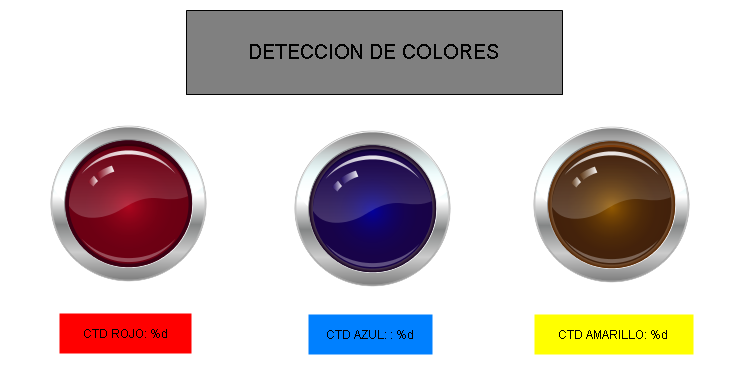 DETECCION DE COLORES
CTD ROJO: %d
CTD AZUL: : %d
CTD AMARILLO: %d